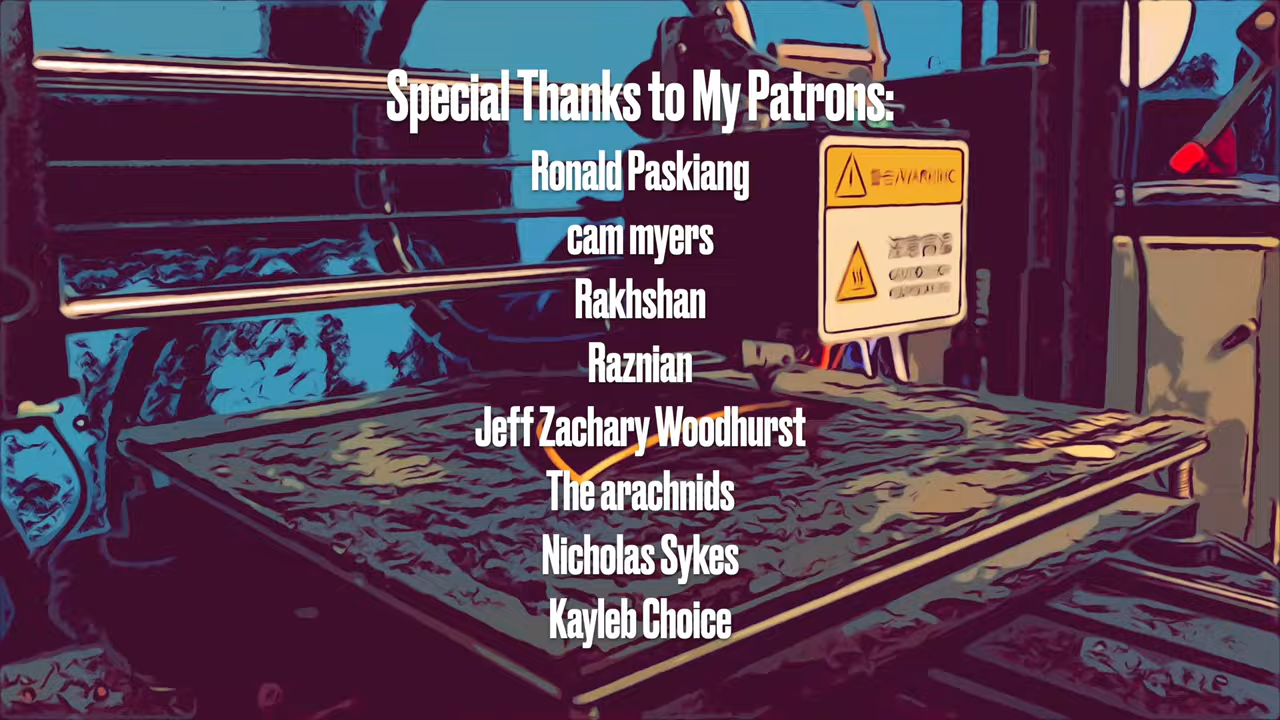 Special Thanks to My Patrons:
Ronald Paskiang
cam myers
Rakhshan
Raznian
Jeff Zachary Woodhurst
The arachnids
Nicholas Sykes
Kayleb Choice
WARNING